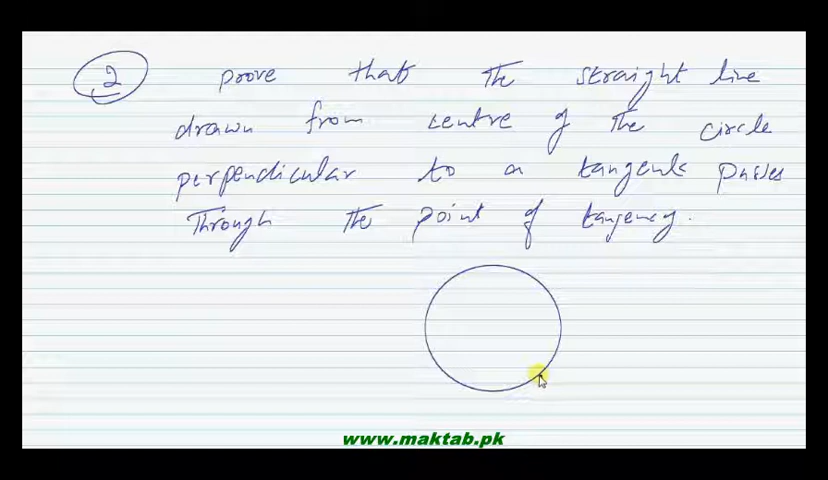 2 prove that the straight line
drawn from centre of the circle
perpendicular to a tangent passes
Through the point of tangency.
www.maktab.pk